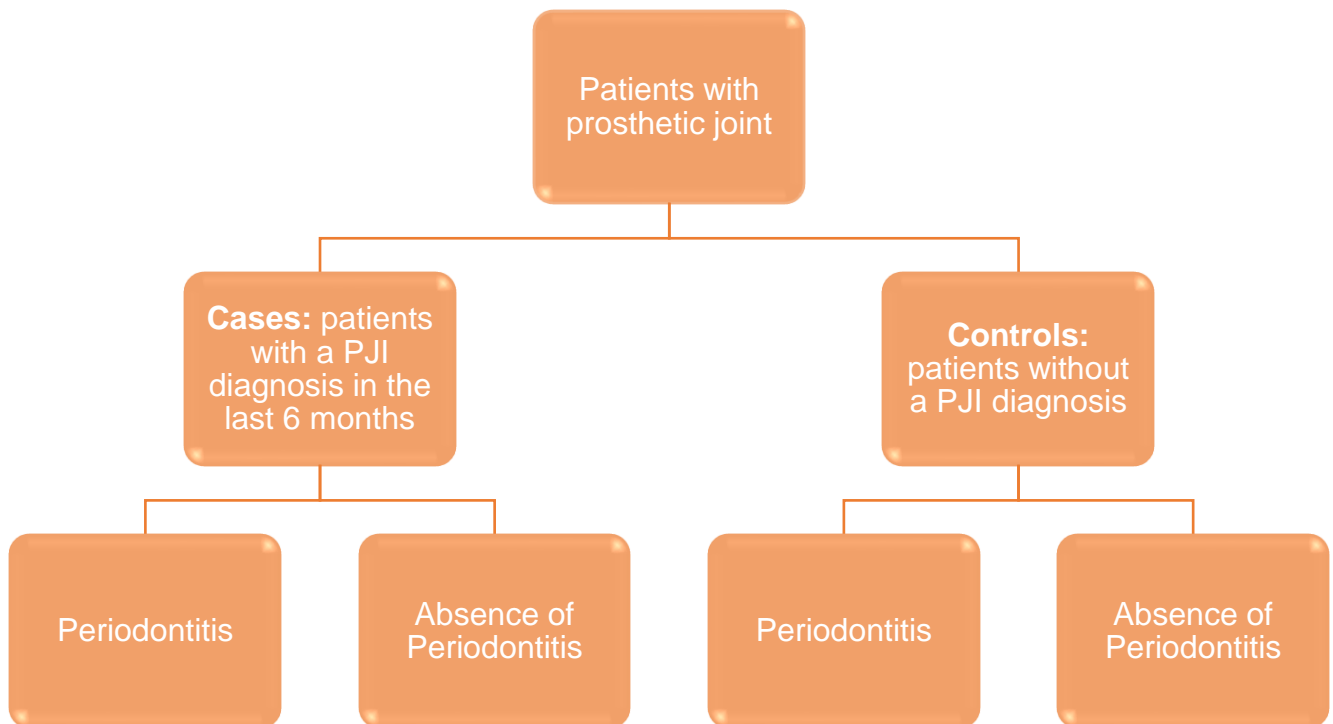 Patients with
prosthetic joint
Cases: patients
with a PJI
diagnosis in the
last 6 months
Controls:
patients without
a PJI diagnosis
Periodontitis
Absence of
Periodontitis
Periodontitis
Absence of
Periodontitis